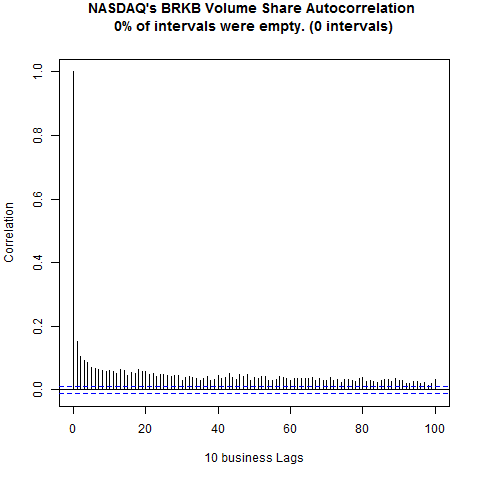 NASDAQ's BRKB Volume Share Autocorrelation
0% of intervals were empty. (0 intervals)
1.0
0.8
0.6
0.4
0.2
0.0
Correlation
0 20 40 60 80 100
10 business Lags